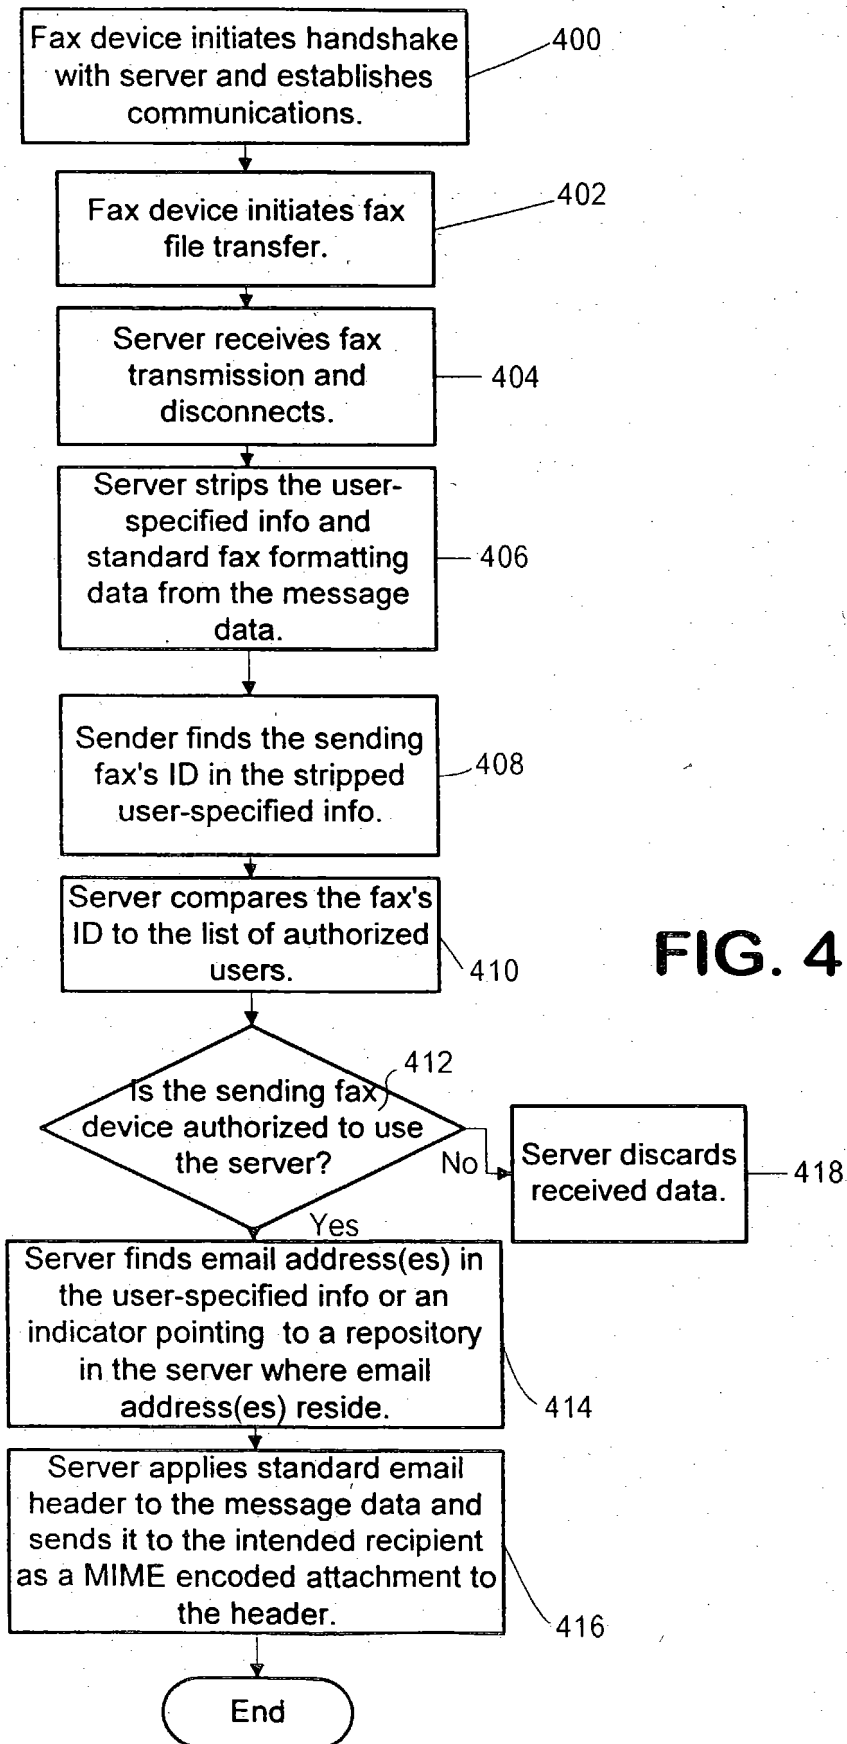 Fax device initiates handshake
with server and establishes
communications.
400
Fax device initiates fax
file transfer.
402
Server receives fax
transmission and
disconnects.
404
Server strips the user-
specified info and
standard fax formatting
data from the message
data.
406
Sender finds the sending
fax's ID in the stripped
user-specified info.
408
Server compares the fax's
ID to the list of authorized
users.
410
FIG. 4
412
Is the sending fax
device authorized to use
the server?
No
Server discards
received data.
418
Yes
Server finds email address(es) in
the user-specified info or an
indicator pointing to a repository
in the server where email
address(es) reside.
414
Server applies standard email
header to the message data and
sends it to the intended recipient
as a MIME encoded attachment to
the header.
416
End